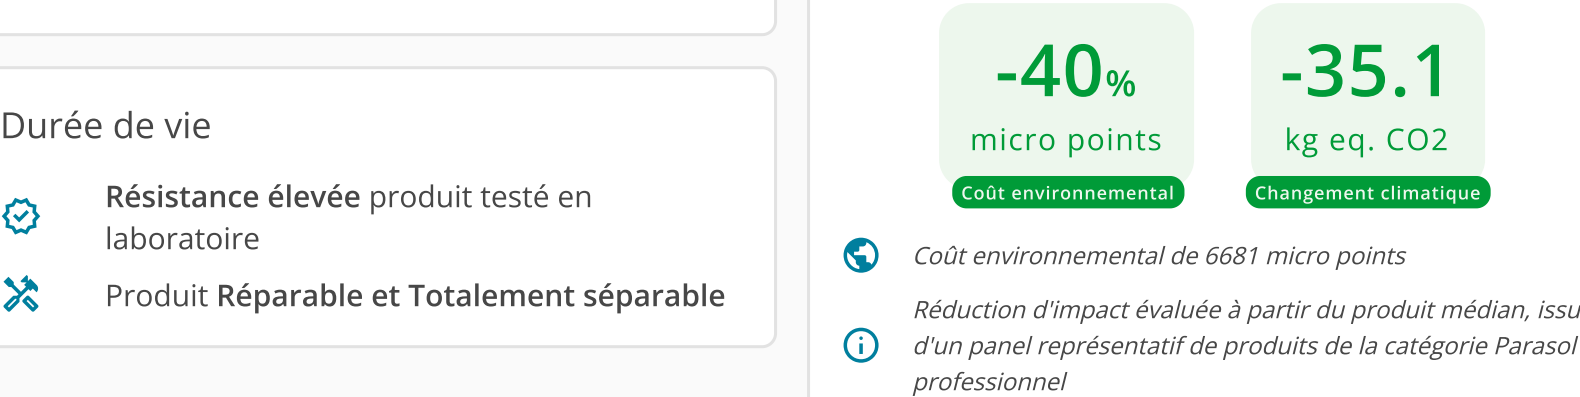 Durée de vie
Résistance élevée produit testé en
laboratoire
Produit Réparable et Totalement séparable
-40%
micro points
Coût environnemental
-35.1
kg eq. CO2
Changement climatique
Coût environnemental de 6681 micro points
Réduction d'impact évaluée à partir du produit médian, issu
d'un panel représentatif de produits de la catégorie Parasol
professionnel